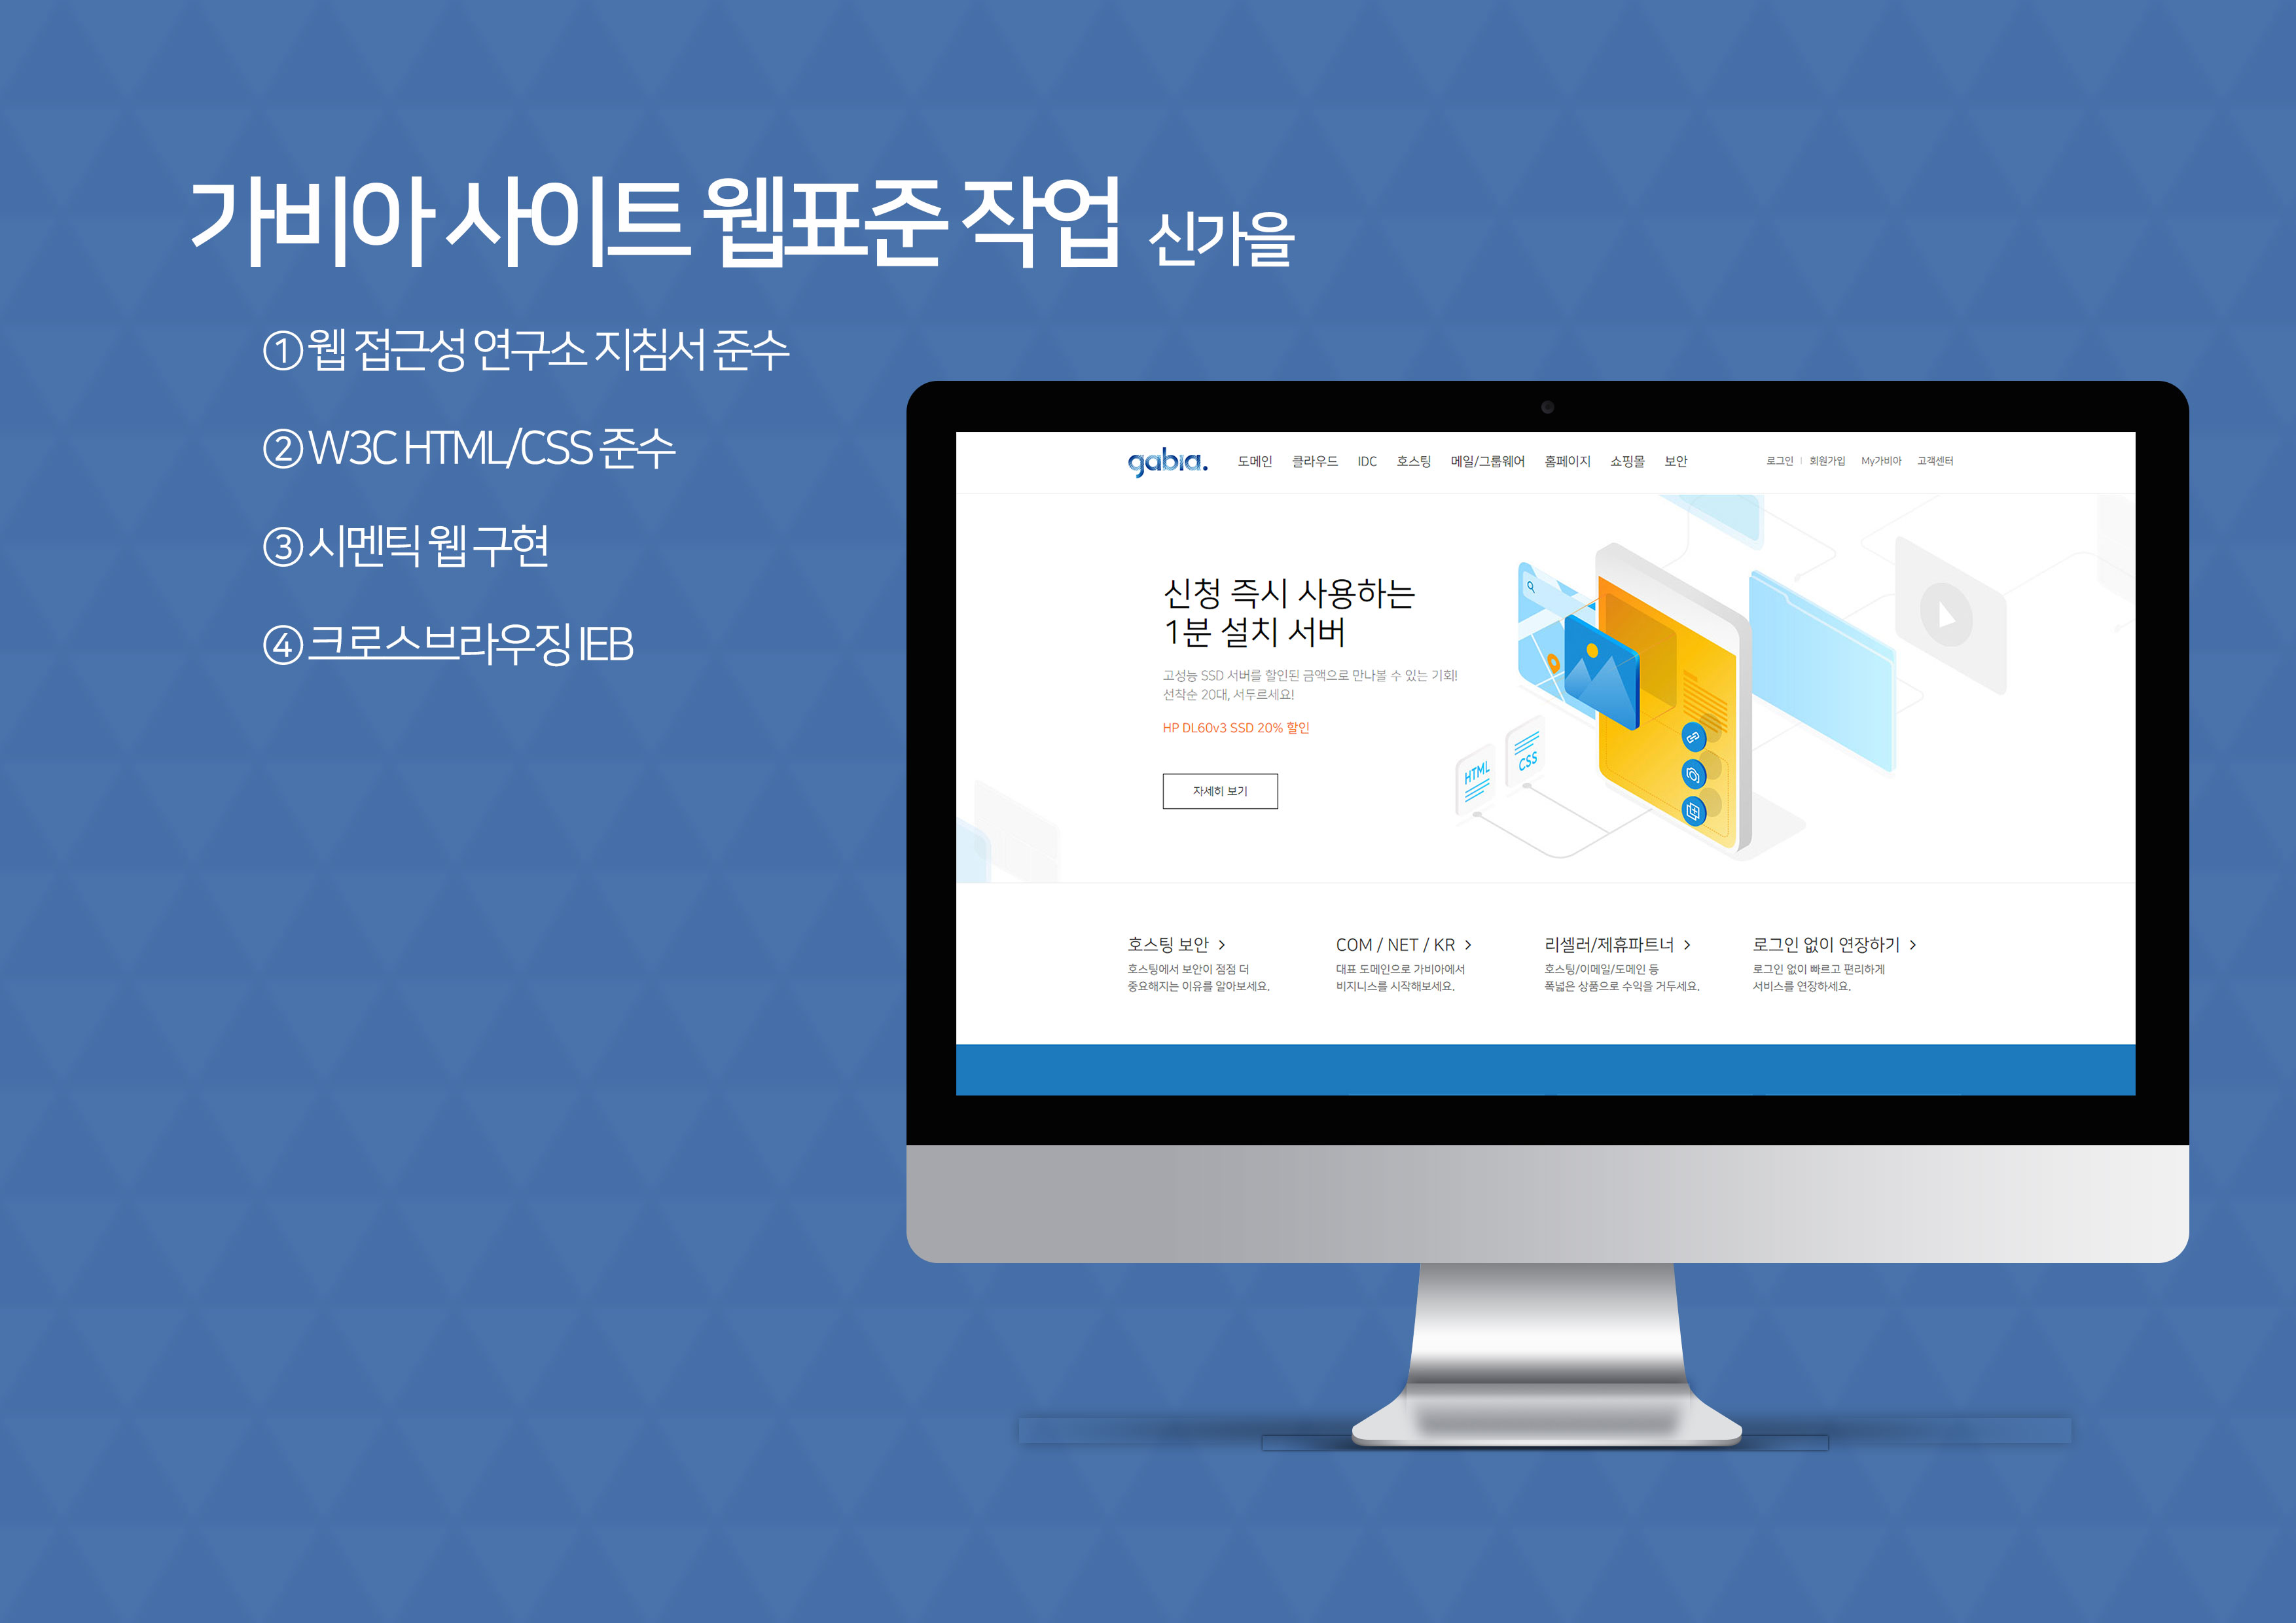 가비아 사이트 웹표준 작업 신가을
① 웹 접근성 연구소 지침서 준수
② W3C HTML/CSS 준수
③ 시멘틱 웹 구현
④ 크로스브라우징 IEB
gabia. 도메인 클라우드 IDC 호스팅 메일/그룹웨어 홈페이지 쇼핑몰 보안 로그인 | 회원가입 My가비아 고객센터
신청 즉시 사용하는
1분 설치 서버
고성능 SSD 서버를 할인된 금액으로 만나볼 수 있는 기회!
선착순 20대, 서두르세요!
HP DL60v3 SSD 20% 할인
자세히 보기
HTML
CSS
호스팅 보안 >
호스팅에서 보안이 점점 더
중요해지는 이유를 알아보세요.
COM / NET / KR >
대표 도메인으로 가비아에서
비지니스를 시작해보세요.
리셀러/제휴파트너 >
호스팅/이메일/도메인 등
폭넓은 상품으로 수익을 거두세요.
로그인 없이 연장하기 >
로그인 없이 빠르고 편리하게
서비스를 연장하세요.